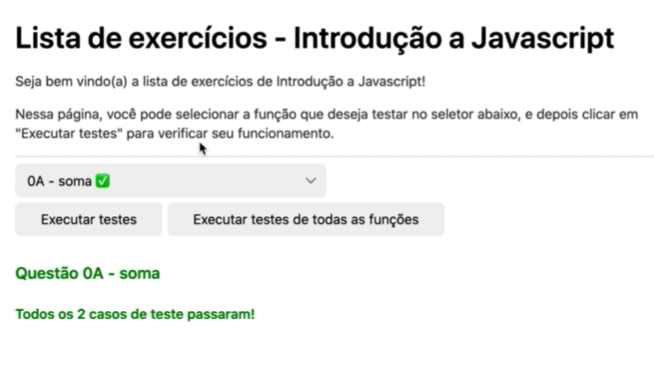 Lista de exercícios - Introdução a Javascript
Seja bem vindo(a) a lista de exercícios de Introdução a Javascript!
Nessa página, você pode selecionar a função que deseja testar no seletor abaixo, e depois clicar em
"Executar testes" para verificar seu funcionamento.
0A - soma ✅
Executar testes Executar testes de todas as funções
Questão 0A - soma
Todos os 2 casos de teste passaram!